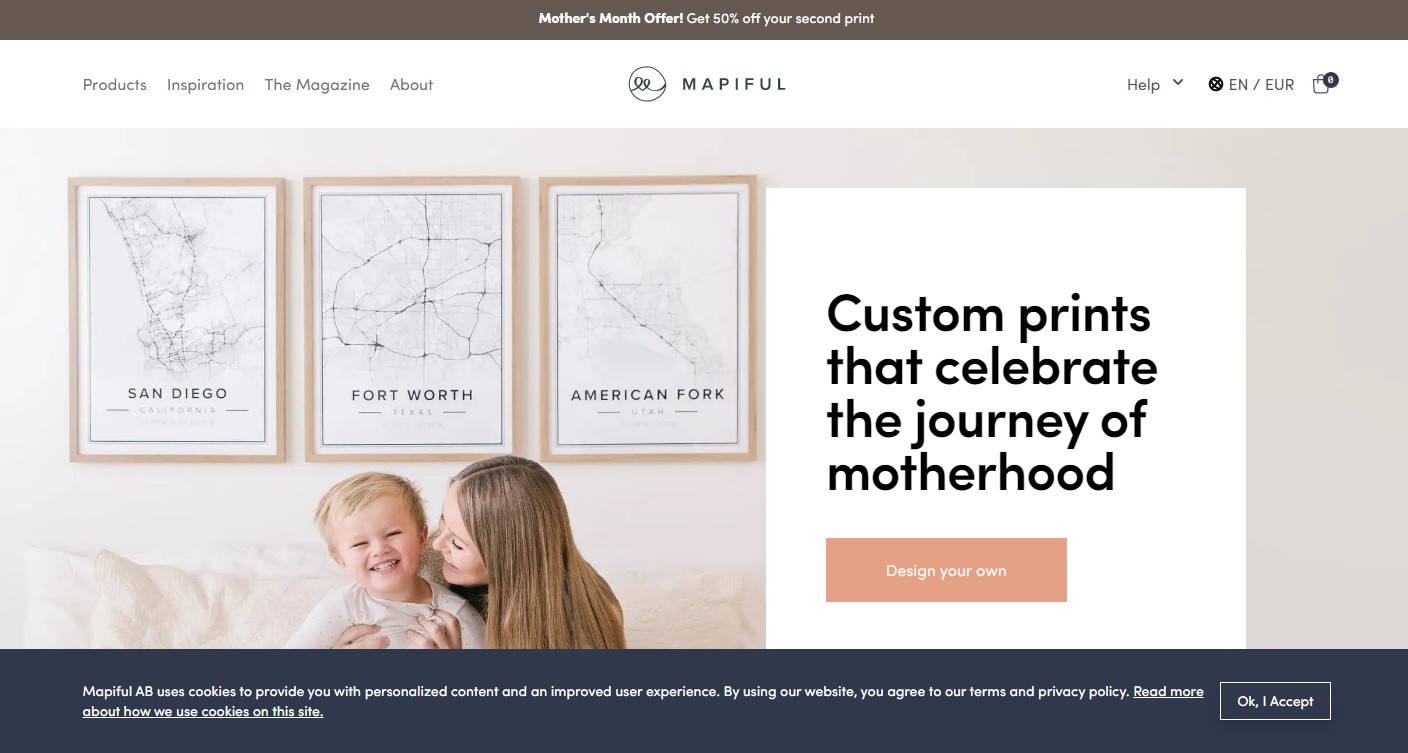 Mother's Month Offer! Get 50% off your second print
Products Inspiration The Magazine About
MAPIFUL
Help EN / EUR 0
SAN DIEGO
CALIFORNIA
FORT WORTH
TEXAS
AMERICAN FORK
UTAH
Custom prints
that celebrate
the journey of
motherhood
Design your own
Mapiful AB uses cookies to provide you with personalized content and an improved user experience. By using our website, you agree to our terms and privacy policy. Read more
about how we use cookies on this site.
Ok, I Accept